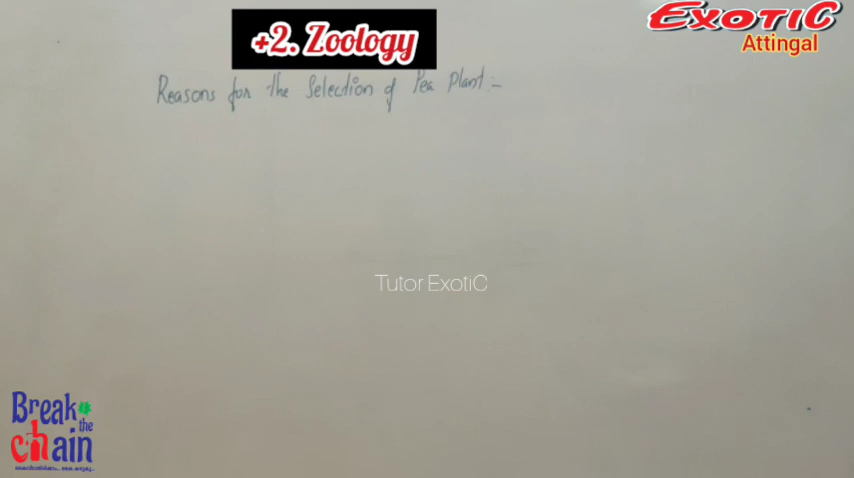 +2. Zoology
EXOTIC
Attingal
Reasons for the Selection of Pea Plant :-
Tutor ExotiC
Break
the
chain